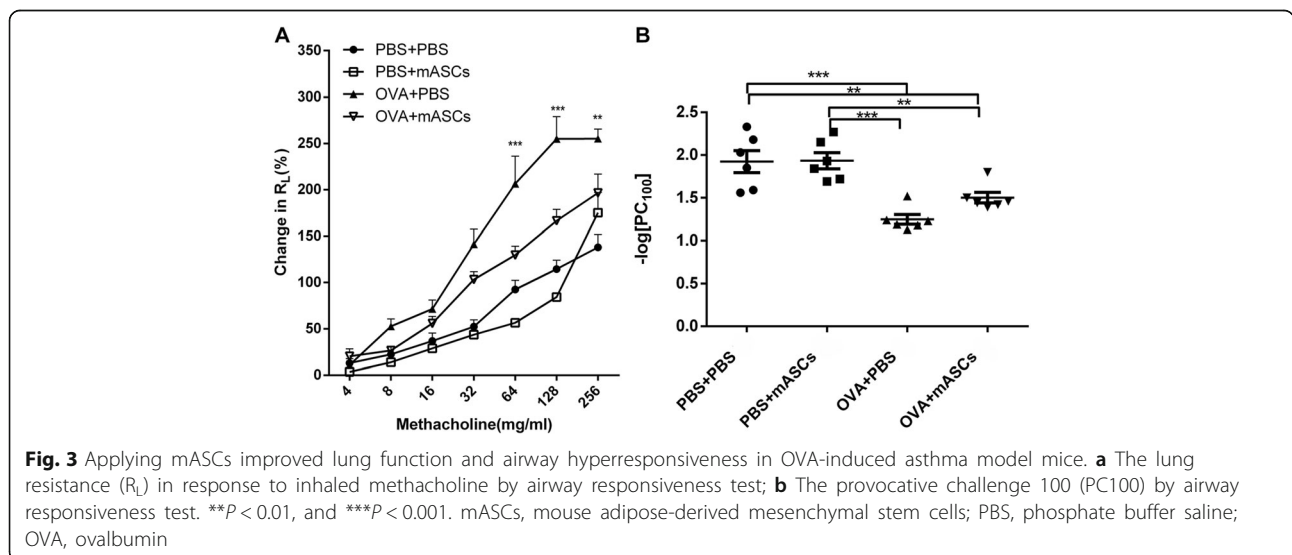 A
350
300
250
200
150
100
50
0
Change in RL(%)
PBS+PBS
PBS+mASCs
OVA+PBS
OVA+mASCs
***
***
**
4
8
16
32
64
128
256
Methacholine(mg/ml)
B
***
**
**
***
2.5
2.0
1.5
1.0
0.5
0.0
-log[PC100]
PBS+PBS
PBS+mASCs
OVA+PBS
OVA+mASCs
Fig. 3 Applying mASCs improved lung function and airway hyperresponsiveness in OVA-induced asthma model mice. a The lung
resistance (RL) in response to inhaled methacholine by airway responsiveness test; b The provocative challenge 100 (PC100) by airway
responsiveness test. **P < 0.01, and ***P < 0.001. mASCs, mouse adipose-derived mesenchymal stem cells; PBS, phosphate buffer saline;
OVA, ovalbumin